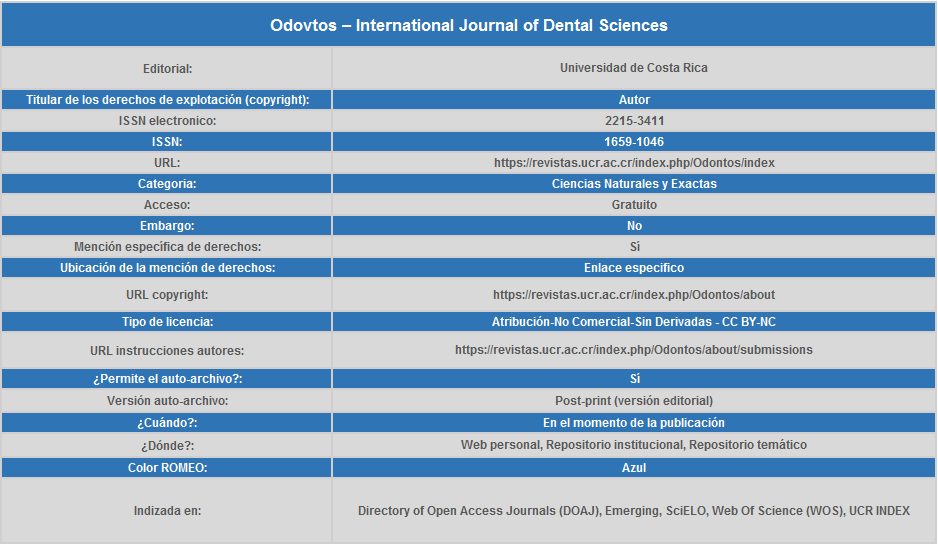 Odovtos – International Journal of Dental Sciences
Editorial: Universidad de Costa Rica
Titular de los derechos de explotación (copyright): Autor
ISSN electronico: 2215-3411
ISSN: 1659-1046
URL: https://revistas.ucr.ac.cr/index.php/Odontos/index
Categoria: Ciencias Naturales y Exactas
Acceso: Gratuito
Embargo: No
Mención específica de derechos: Sí
Ubicación de la mención de derechos: Enlace especifico
URL copyright: https://revistas.ucr.ac.cr/index.php/Odontos/about
Tipo de licencia: Atribución-No Comercial-Sin Derivadas - CC BY-NC
URL instrucciones autores: https://revistas.ucr.ac.cr/index.php/Odontos/about/submissions
¿Permite el auto-archivo?: Sí
Versión auto-archivo: Post-print (versión editorial)
¿Cuándo?: En el momento de la publicación
¿Dónde?: Web personal, Repositorio institucional, Repositorio temático
Color ROMEO: Azul
Indizada en: Directory of Open Access Journals (DOAJ), Emerging, SciELO, Web Of Science (WOS), UCR INDEX